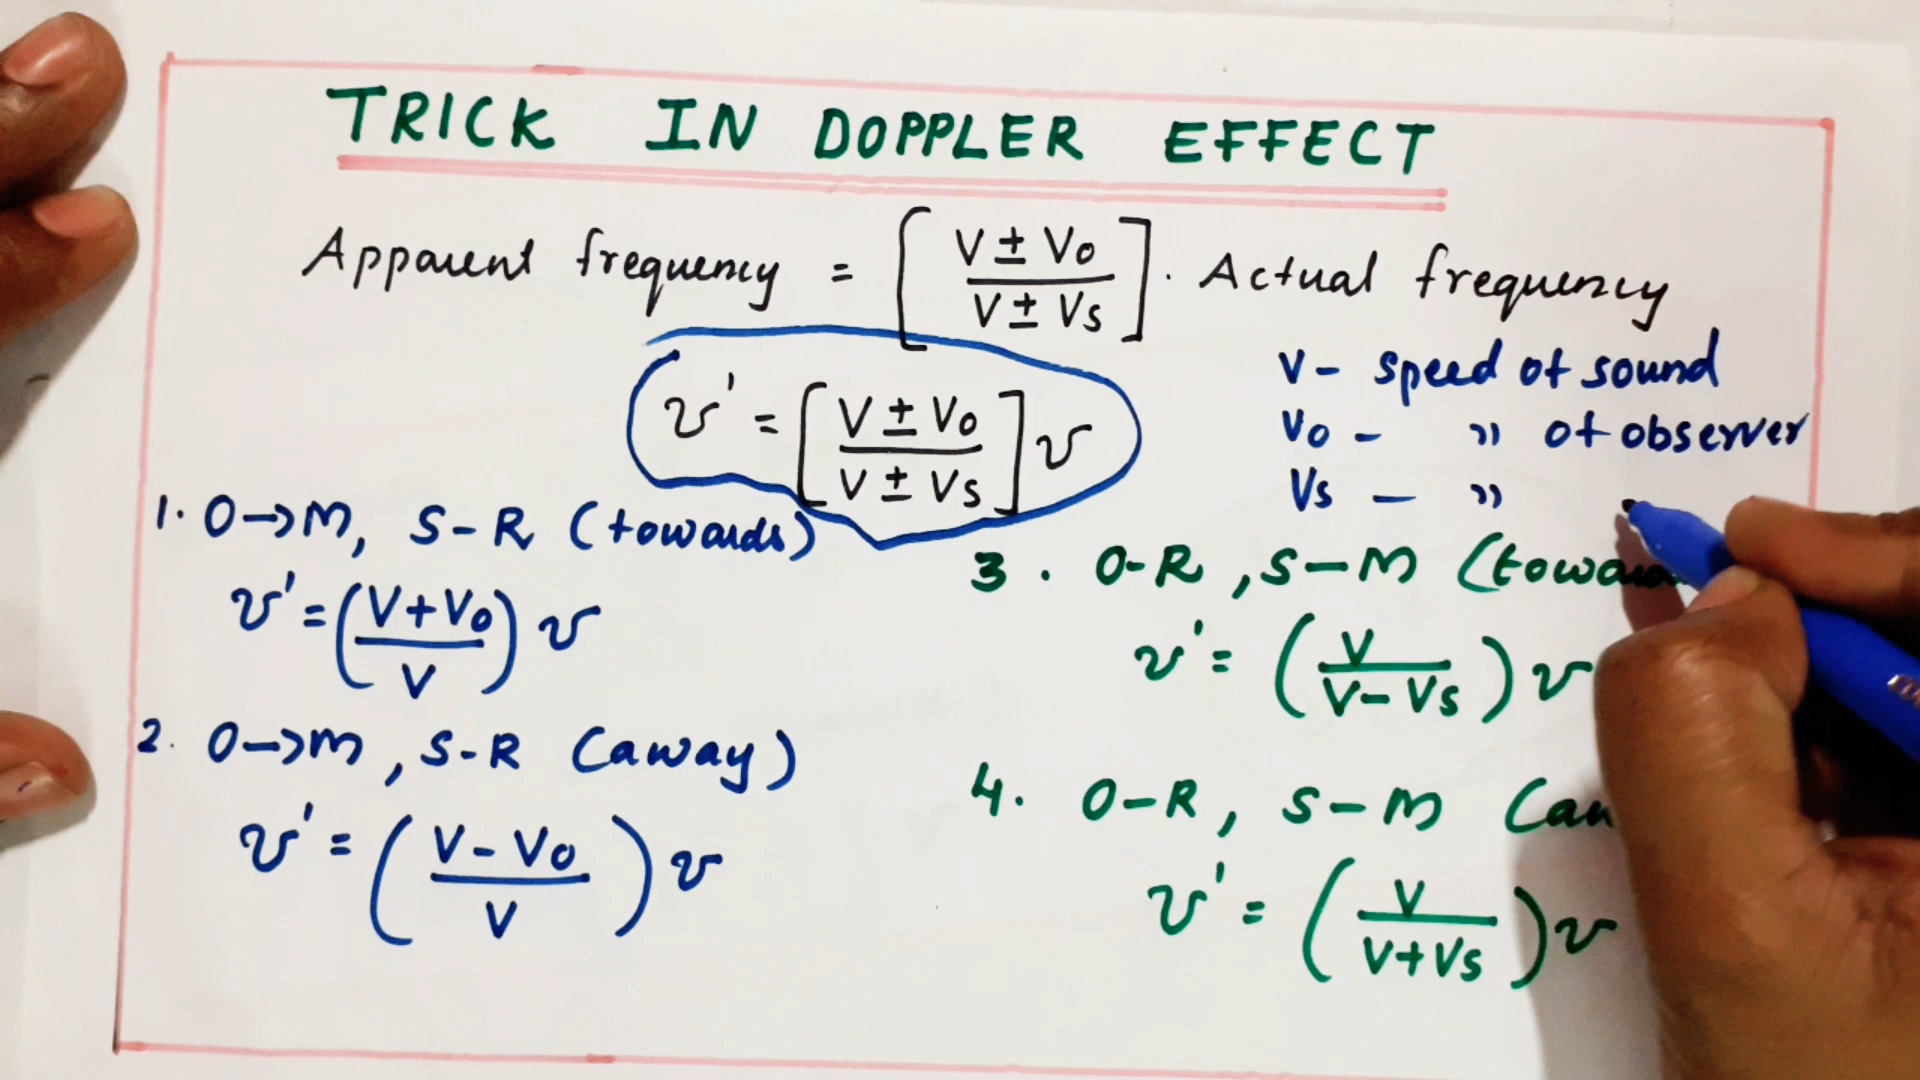 TRICK IN DOPPLER EFFECT
Apparent frequency = [V ± Vo / V ± Vs] . Actual frequency
ν' = [V ± Vo / V ± Vs] ν
V - speed of sound
Vo - " of observer
Vs - "
1. O→M, S-R (towards)
ν' = (V+Vo / V) ν
2. O→M, S-R (away)
ν' = (V - Vo / V) ν
3. O-R, S-M
ν' = (V / V - Vs) ν
4. O-R, S-M
ν' = (V / V+Vs) ν